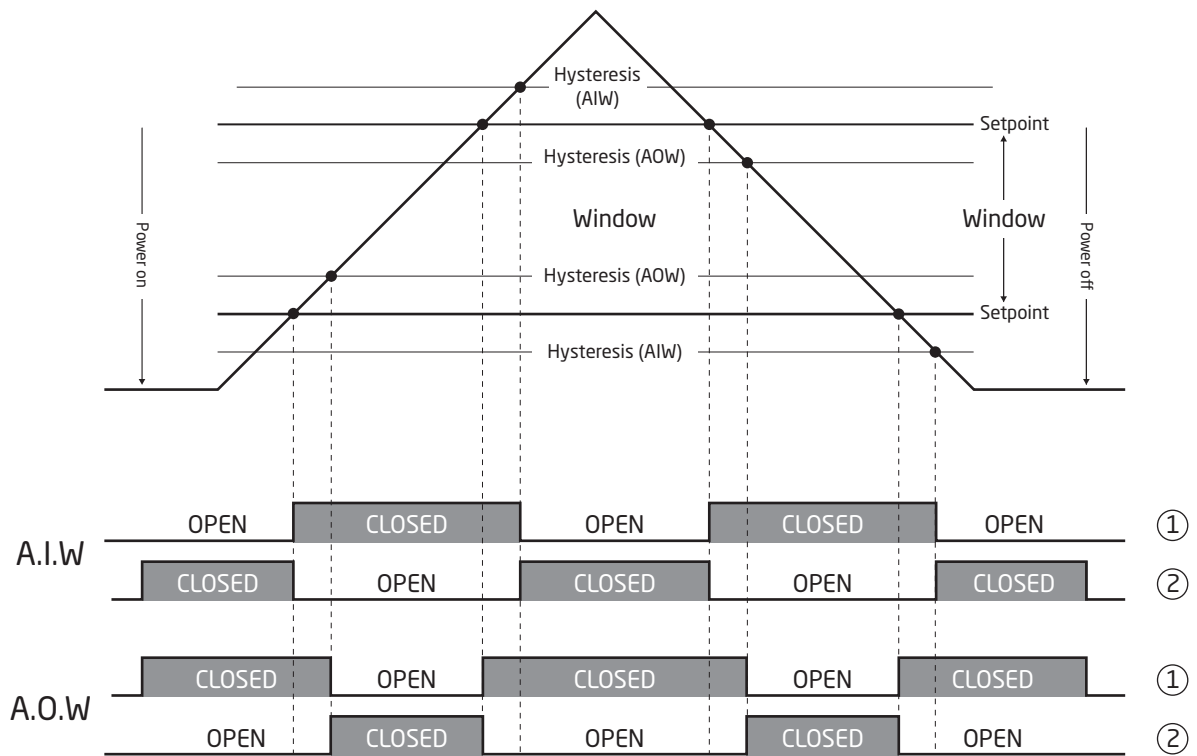 Hysteresis
(AIW)
Setpoint
Hysteresis (AOW)
Power on
Window
Window
Power off
Hysteresis (AOW)
Setpoint
Hysteresis (AIW)
A.I.W
OPEN CLOSED OPEN CLOSED OPEN ①
CLOSED OPEN CLOSED OPEN CLOSED ②
A.O.W
CLOSED OPEN CLOSED OPEN CLOSED ①
OPEN CLOSED OPEN CLOSED OPEN ②